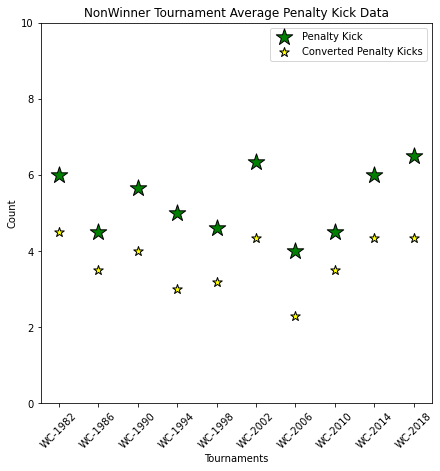 NonWinner Tournament Average Penalty Kick Data
Penalty Kick
Converted Penalty Kicks
10
8
6
4
2
0
Count
WC-1982
WC-1986
WC-1990
WC-1994
WC-1998
WC-2002
WC-2006
WC-2010
WC-2014
WC-2018
Tournaments